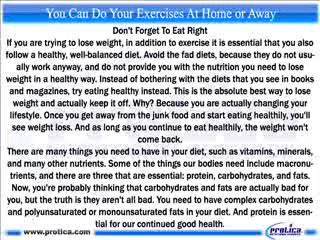 You Can Do Your Exercises At Home or Away
Don't Forget To Eat Right
If you are trying to lose weight, in addition to exercise it is essential that you also
follow a healthy, well-balanced diet. Avoid the fad diets, because they do not usu-
ally work anyway, and do not provide you with the nutrition you need to lose
weight in a healthy way. Instead of bothering with the diets that you see in books
and magazines, try eating healthy instead. This is the absolute best way to lose
weight and actually keep it off. Why? Because you are actually changing your
lifestyle. Once you get away from the junk food and start eating healthily, you'll
see weight loss. And as long as you continue to eat healthily, the weight won't
come back.
There are many things you need to have in your diet, such as vitamins, minerals,
and many other nutrients. Some of the things our bodies need include macronu-
trients, and there are three that are essential: protein, carbohydrates, and fats.
Now, you're probably thinking that carbohydrates and fats are actually bad for
you, but the truth is they aren't all bad. You need to have complex carbohydrates
and polyunsaturated or monounsaturated fats in your diet. And protein is essen-
tial for our continued good health.
www.protica.com
protica